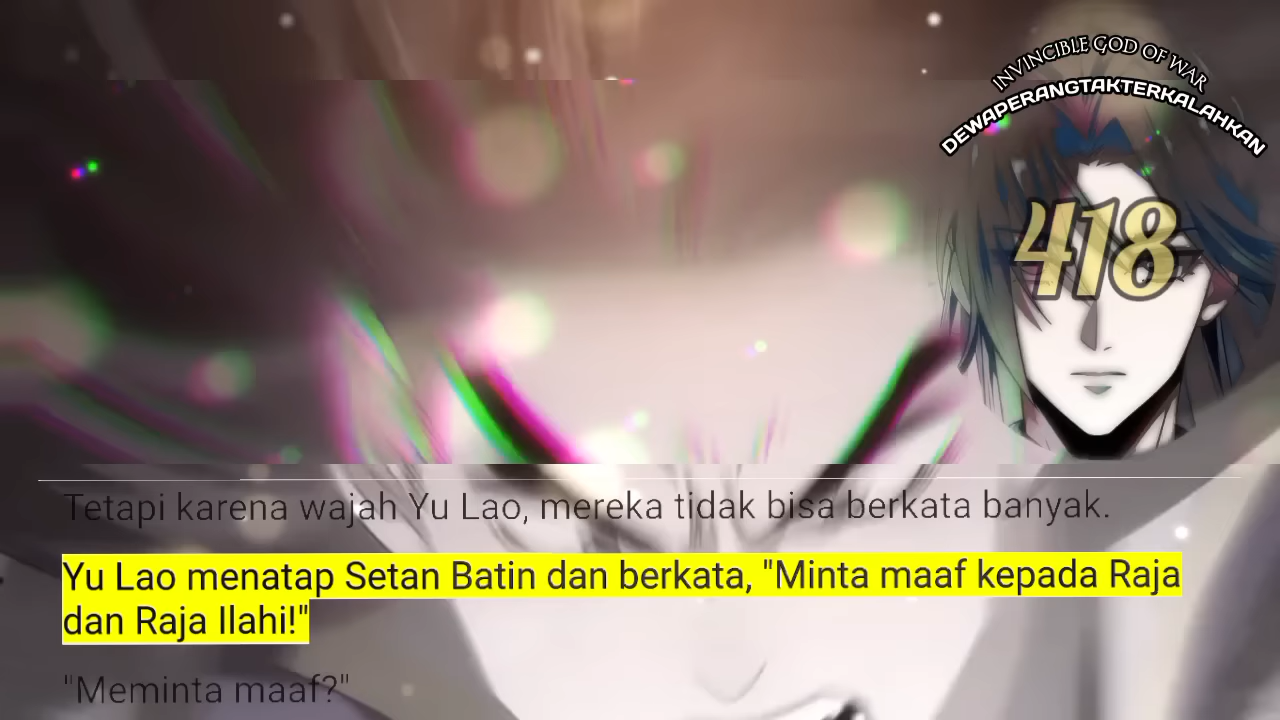 INVINCIBLE GOD OF WAR
DEWAPERANGTAKTERKALAHKAN
418
Tetapi karena wajah Yu Lao, mereka tidak bisa berkata banyak.
Yu Lao menatap Setan Batin dan berkata, "Minta maaf kepada Raja
dan Raja Ilahi!"
"Meminta maaf?"